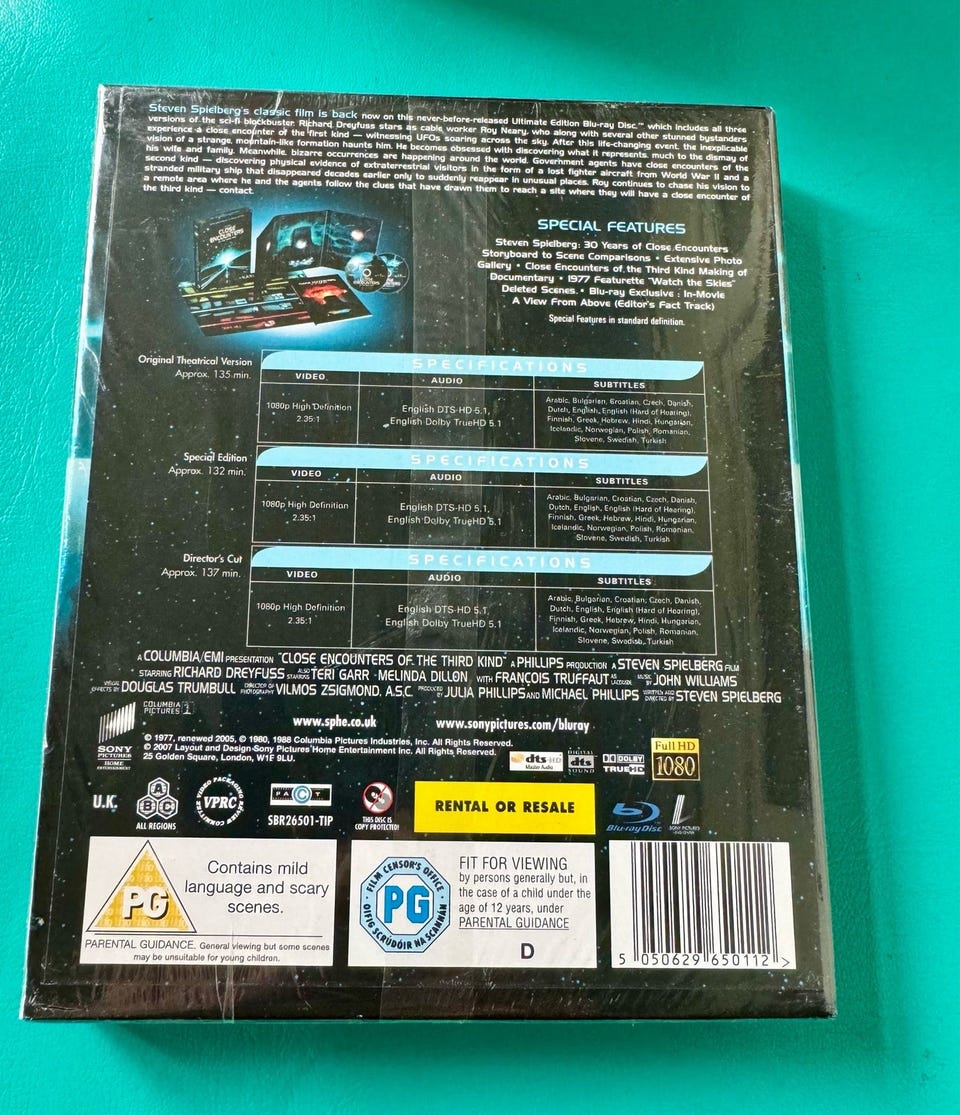 Steven Spielberg's classic film is back now on this never-before-released Ultimate Edition Blu-ray Disc™ which includes all three
versions of the sci-fi blockbuster. Richard Dreyfuss stars as cable worker Roy Neary, who along with several other stunned bystanders
experience a close encounter of the first kind — witnessing UFOs soaring across the sky. After this life-changing event, the inexplicable
vision of a strange, mountain-like formation haunts him. He becomes obsessed with discovering what it represents, much to the dismay of
his wife and family. Meanwhile, bizarre occurrences are happening around the world. Government agents have close encounters of the
second kind — discovering physical evidence of extraterrestrial visitors in the form of a lost fighter aircraft from World War II and a
stranded military ship that disappeared decades earlier only to suddenly reappear in unusual places. Roy continues to chase his vision to
a remote area where he and the agents follow the clues that have drawn them to reach a site where they will have a close encounter of
the third kind — contact.
CLOSE
ENCOUNTERS
SPECIAL FEATURES
Steven Spielberg: 30 Years of Close Encounters
Storyboard to Scene Comparisons • Extensive Photo
Gallery • Close Encounters of the Third Kind Making of
Documentary • 1977 Featurette "Watch the Skies"
Deleted Scenes • Blu-ray Exclusive : In-Movie
A View From Above (Editor's Fact Track)
Special Features in standard definition.
Original Theatrical Version
Approx. 135 min.
SPECIFICATIONS
VIDEO AUDIO SUBTITLES
1080p High Definition
2.35:1
English DTS-HD 5.1,
English Dolby TrueHD 5.1
Arabic, Bulgarian, Croatian, Czech, Danish,
Dutch, English, English (Hard of Hearing),
Finnish, Greek, Hebrew, Hindi, Hungarian,
Icelandic, Norwegian, Polish, Romanian,
Slovene, Swedish, Turkish
Special Edition
Approx. 132 min.
SPECIFICATIONS
VIDEO AUDIO SUBTITLES
1080p High Definition
2.35:1
English DTS-HD 5.1,
English Dolby TrueHD 5.1
Arabic, Bulgarian, Croatian, Czech, Danish,
Dutch, English, English (Hard of Hearing),
Finnish, Greek, Hebrew, Hindi, Hungarian,
Icelandic, Norwegian, Polish, Romanian,
Slovene, Swedish, Turkish
Director's Cut
Approx. 137 min.
SPECIFICATIONS
VIDEO AUDIO SUBTITLES
1080p High Definition
2.35:1
English DTS-HD 5.1,
English Dolby TrueHD 5.1
Arabic, Bulgarian, Croatian, Czech, Danish,
Dutch, English, English (Hard of Hearing),
Finnish, Greek, Hebrew, Hindi, Hungarian,
Icelandic, Norwegian, Polish, Romanian,
Slovene, Swedish, Turkish
A COLUMBIA/EMI PRESENTATION "CLOSE ENCOUNTERS OF THE THIRD KIND" A PHILLIPS PRODUCTION A STEVEN SPIELBERG FILM
STARRING RICHARD DREYFUSS ALSO STARRING TERI GARR · MELINDA DILLON WITH FRANÇOIS TRUFFAUT AS LACOMBE MUSIC BY JOHN WILLIAMS
VISUAL EFFECTS BY DOUGLAS TRUMBULL DIRECTOR OF PHOTOGRAPHY VILMOS ZSIGMOND, A.S.C. PRODUCED BY JULIA PHILLIPS AND MICHAEL PHILLIPS WRITTEN AND DIRECTED BY STEVEN SPIELBERG
COLUMBIA
PICTURES
SONY
PICTURES
HOME
ENTERTAINMENT
www.sphe.co.uk www.sonypictures.com/bluray
© 1977, renewed 2005, © 1980, 1988 Columbia Pictures Industries, Inc. All Rights Reserved.
© 2007 Layout and Design Sony Pictures Home Entertainment Inc. All Rights Reserved.
25 Golden Square, London, W1F 9LU.
dts-HD
Master Audio
DIGITAL
dts
SOUND
DOLBY
TRUEHD
Full HD
1080
U.K.
ABC
ALL REGIONS
VIDEO PACKAGING REVIEW COMMITTEE
VPRC
FACT
SBR26501-TIP
THIS DISC IS
COPY PROTECTED!
RENTAL OR RESALE
Blu-ray Disc
PG
Contains mild
language and scary
scenes.
PARENTAL GUIDANCE. General viewing but some scenes
may be unsuitable for young children.
FILM CENSOR'S OFFICE
PG
OIFIG SCRÚDÓIR NA SCANNÁN
FIT FOR VIEWING
by persons generally but, in
the case of a child under the
age of 12 years, under
PARENTAL GUIDANCE
D
5 050629 650112 >